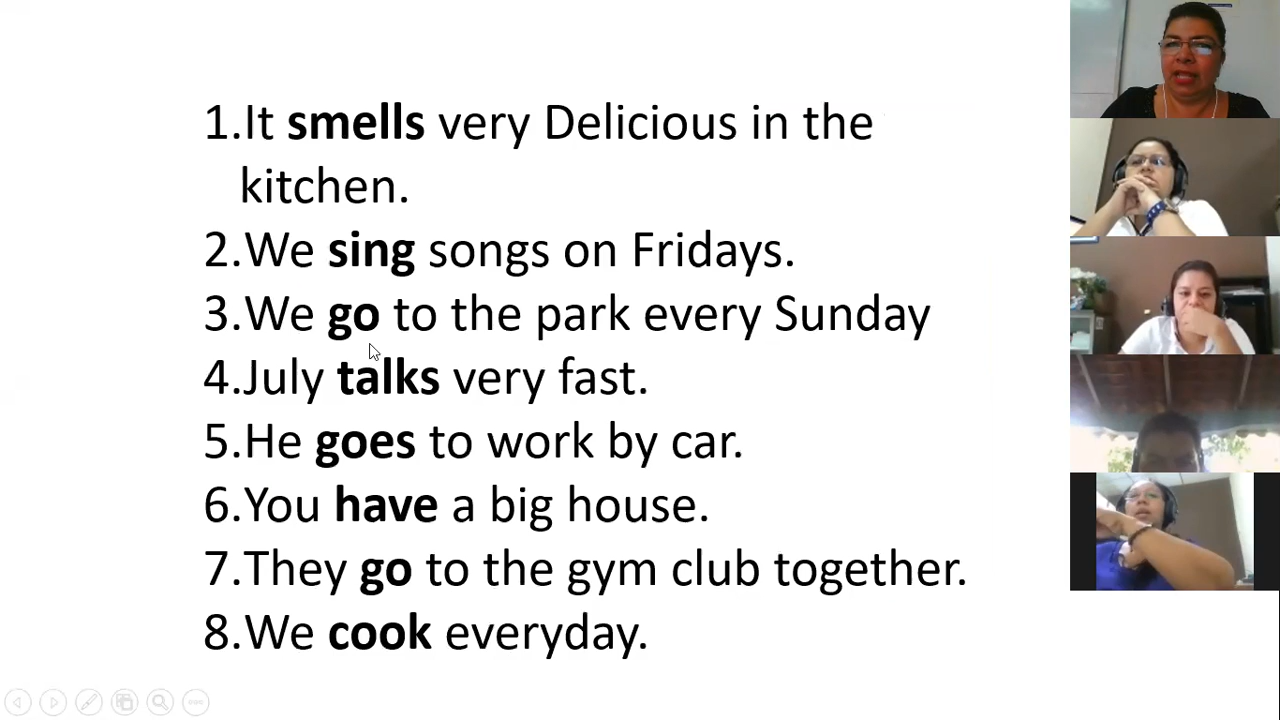 1.It smells very Delicious in the
kitchen.
2.We sing songs on Fridays.
3.We go to the park every Sunday
4.July talks very fast.
5.He goes to work by car.
6.You have a big house.
7.They go to the gym club together.
8.We cook everyday.